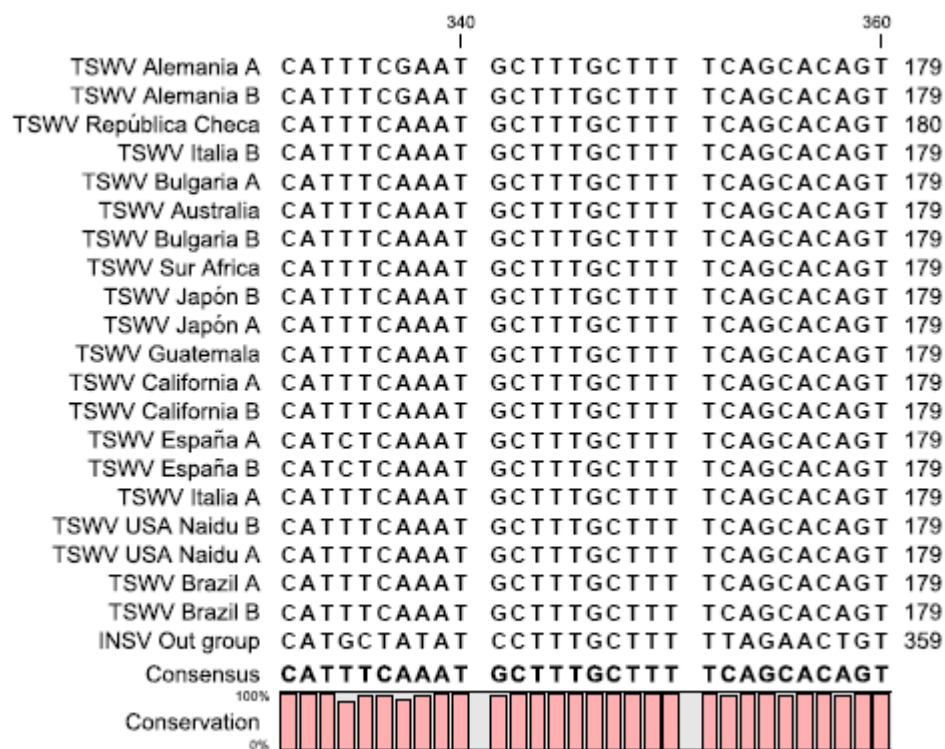 340 360
TSWV Alemania A CATTTCGAAT GCTTTGCTTT TCAGCACAGT 179
TSWV Alemania B CATTTCGAAT GCTTTGCTTT TCAGCACAGT 179
TSWV República Checa CATTTCAAAT GCTTTGCTTT TCAGCACAGT 180
TSWV Italia B CATTTCAAAT GCTTTGCTTT TCAGCACAGT 179
TSWV Bulgaria A CATTTCAAAT GCTTTGCTTT TCAGCACAGT 179
TSWV Australia CATTTCAAAT GCTTTGCTTT TCAGCACAGT 179
TSWV Bulgaria B CATTTCAAAT GCTTTGCTTT TCAGCACAGT 179
TSWV Sur Africa CATTTCAAAT GCTTTGCTTT TCAGCACAGT 179
TSWV Japón B CATTTCAAAT GCTTTGCTTT TCAGCACAGT 179
TSWV Japón A CATTTCAAAT GCTTTGCTTT TCAGCACAGT 179
TSWV Guatemala CATTTCAAAT GCTTTGCTTT TCAGCACAGT 179
TSWV California A CATTTCAAAT GCTTTGCTTT TCAGCACAGT 179
TSWV California B CATTTCAAAT GCTTTGCTTT TCAGCACAGT 179
TSWV España A CATCTCAAAT GCTTTGCTTT TCAGCACAGT 179
TSWV España B CATCTCAAAT GCTTTGCTTT TCAGCACAGT 179
TSWV Italia A CATTTCAAAT GCTTTGCTTT TCAGCACAGT 179
TSWV USA Naidu B CATTTCAAAT GCTTTGCTTT TCAGCACAGT 179
TSWV USA Naidu A CATTTCAAAT GCTTTGCTTT TCAGCACAGT 179
TSWV Brazil A CATTTCAAAT GCTTTGCTTT TCAGCACAGT 179
TSWV Brazil B CATTTCAAAT GCTTTGCTTT TCAGCACAGT 179
INSV Out group CATGCTATAT CCTTTGCTTT TTAGAACTGT 359
Consensus CATTTCAAAT GCTTTGCTTT TCAGCACAGT
100%
Conservation
0%